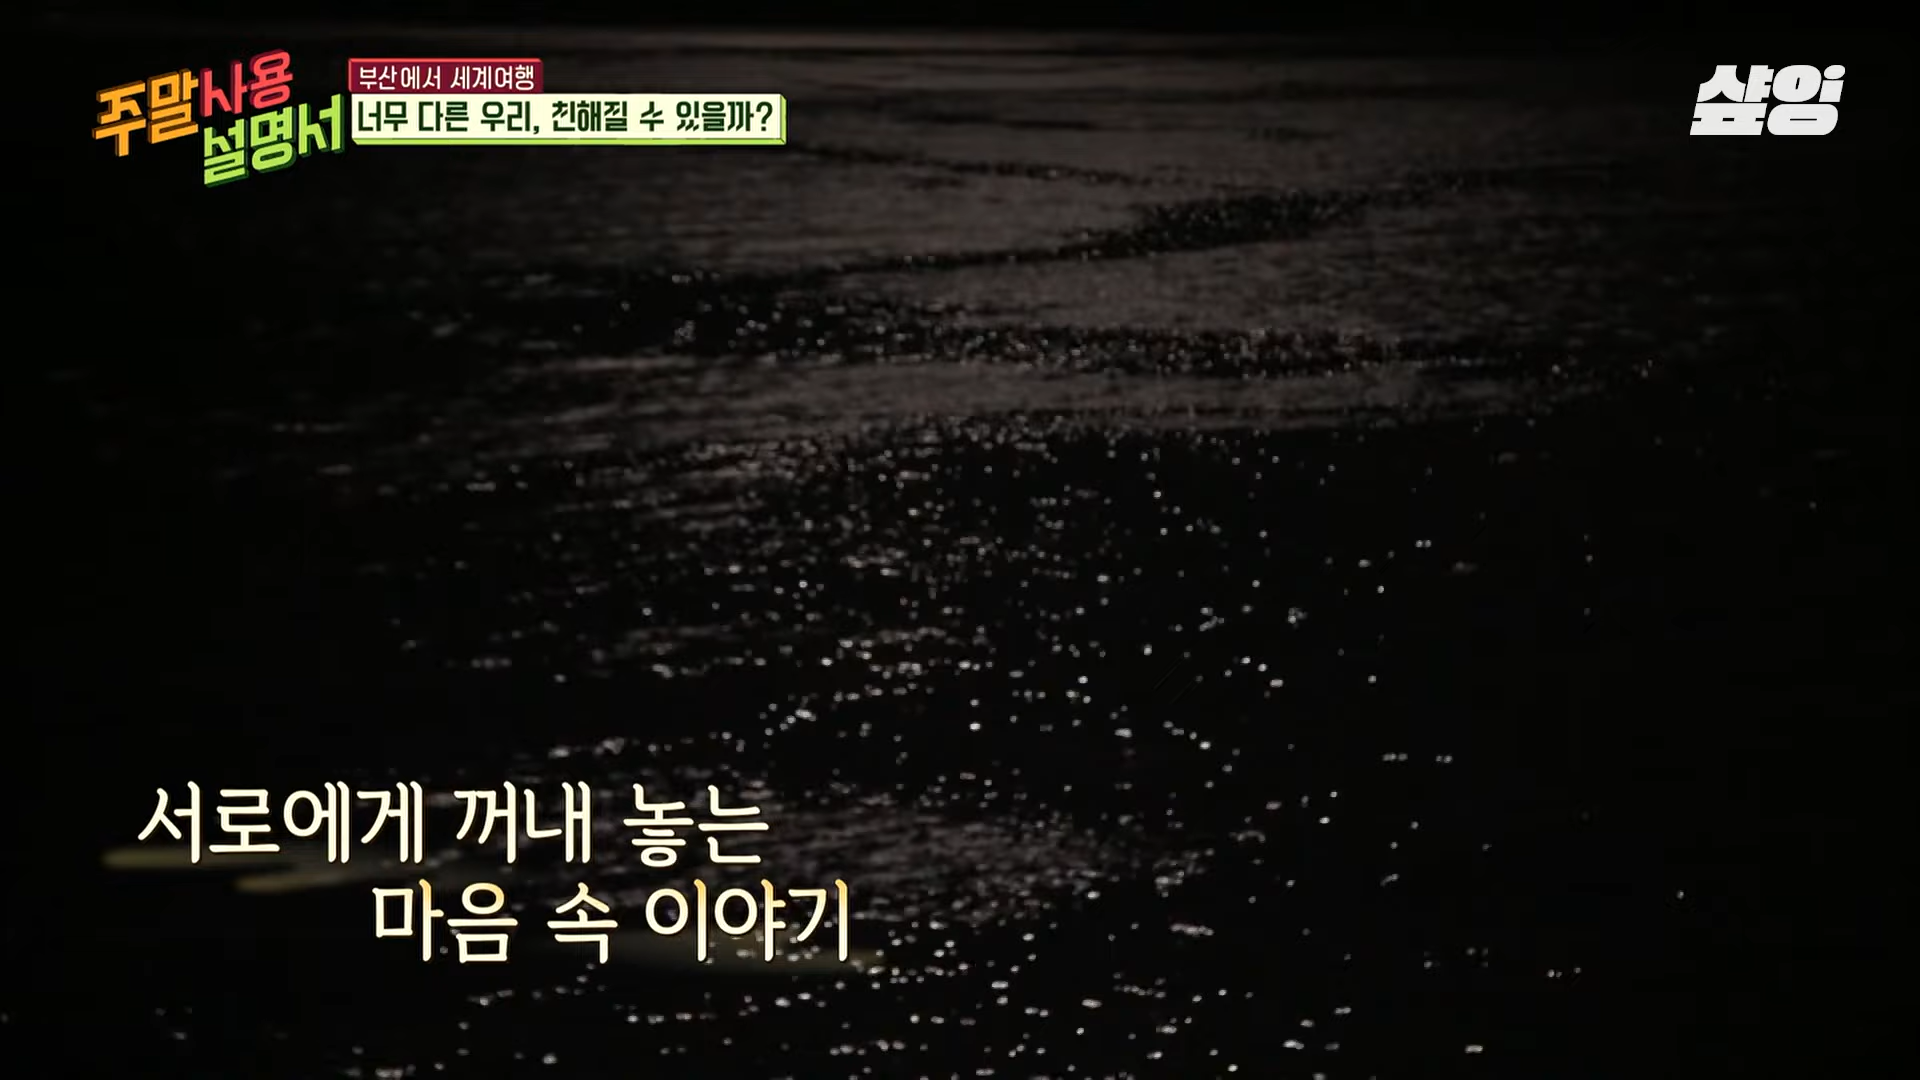 주말사용
설명서
부산에서 세계여행
너무 다른 우리, 친해질 수 있을까?
샾잉
서로에게 꺼내 놓는
마음 속 이야기